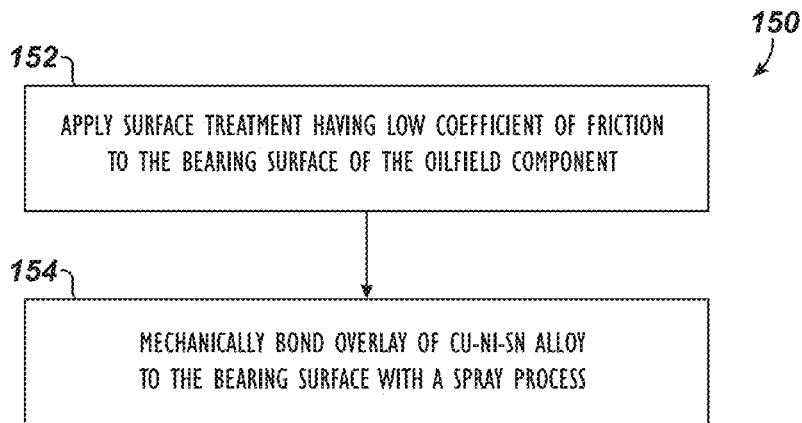 150
152
APPLY SURFACE TREATMENT HAVING LOW COEFFICIENT OF FRICTION
TO THE BEARING SURFACE OF THE OILFIELD COMPONENT
154
MECHANICALLY BOND OVERLAY OF CU-NI-SN ALLOY
TO THE BEARING SURFACE WITH A SPRAY PROCESS